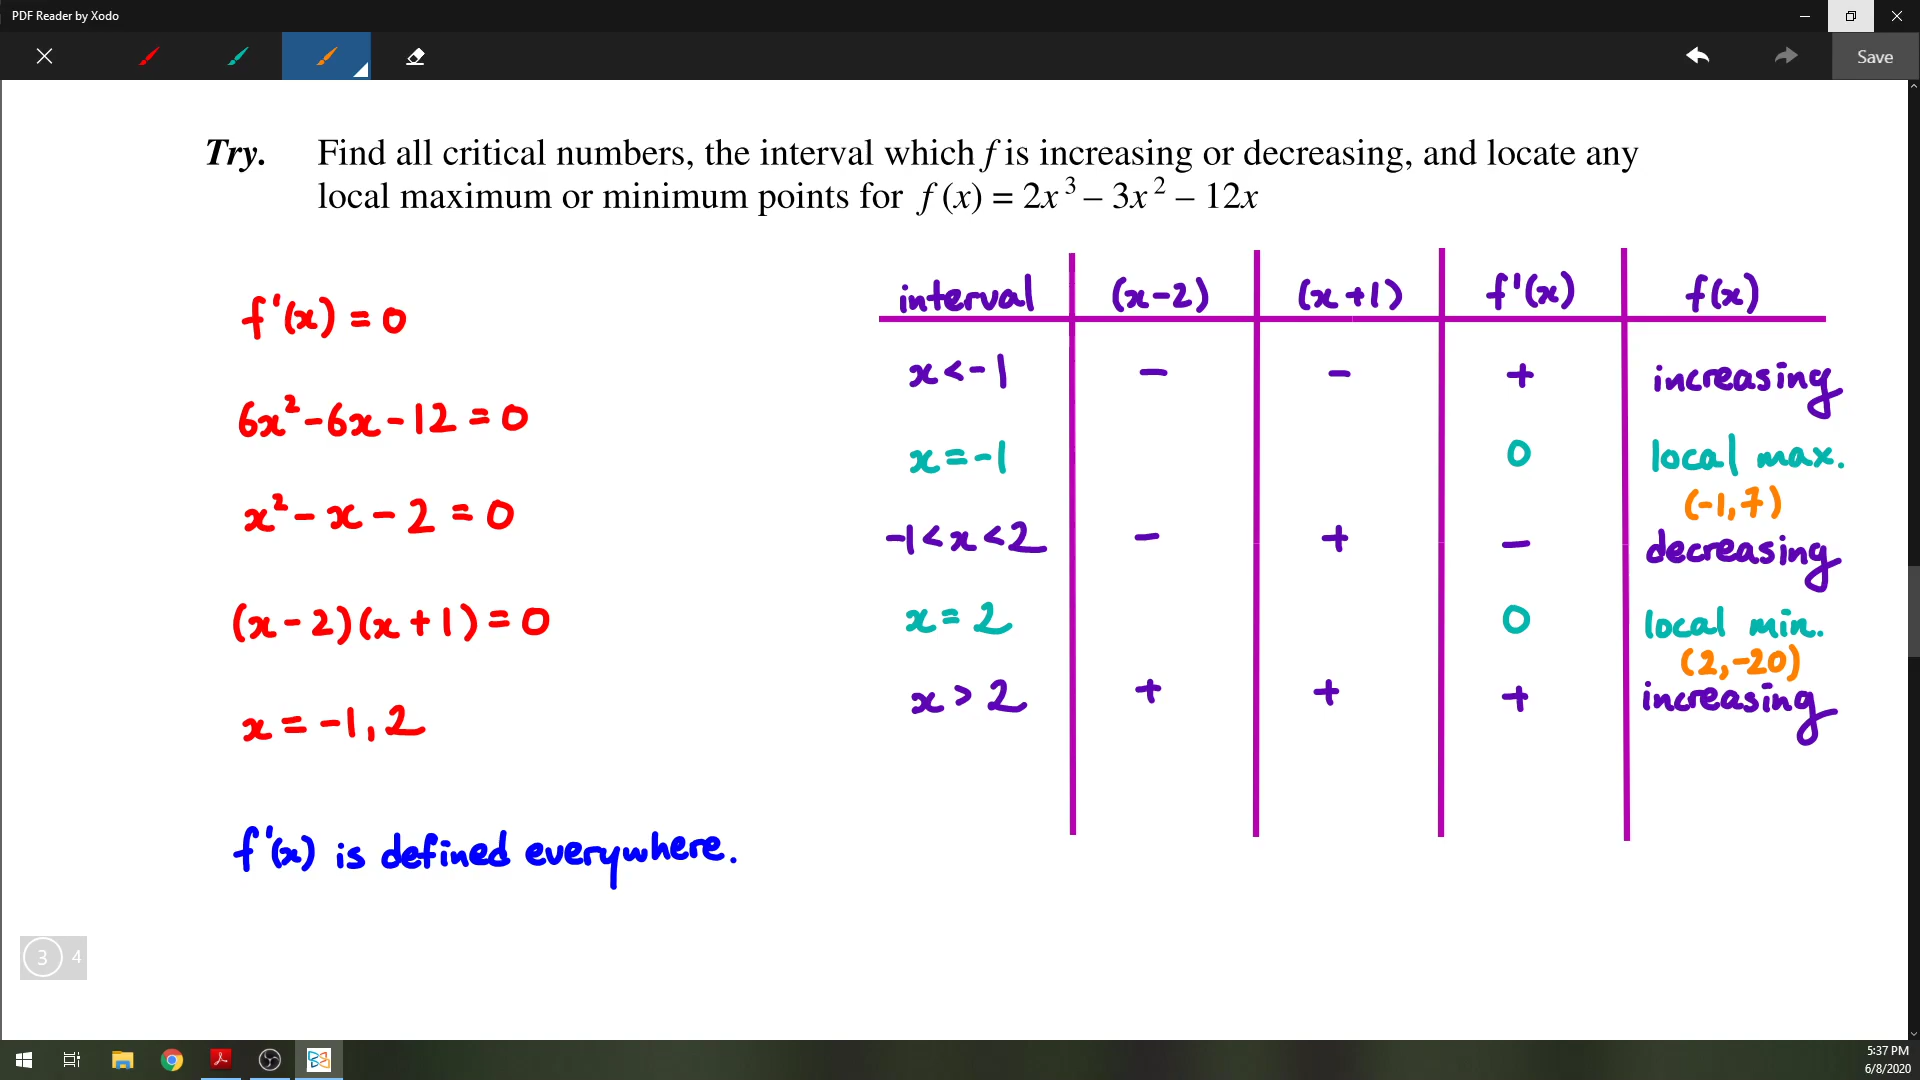 PDF Reader by Xodo
Save
Try. Find all critical numbers, the interval which f is increasing or decreasing, and locate any
local maximum or minimum points for f (x) = 2x³ – 3x² – 12x
f'(x) = 0
6x² - 6x - 12 = 0
x² - x - 2 = 0
(x - 2)(x + 1) = 0
x = -1, 2
f'(x) is defined everywhere.
interval (x-2) (x+1) f'(x) f(x)
x < -1 - - + increasing
x = -1 0 local max.
(-1, 7)
-1 < x < 2 - + - decreasing
x = 2 0 local min.
(2, -20)
x > 2 + + + increasing
3 4
5:37 PM
6/8/2020